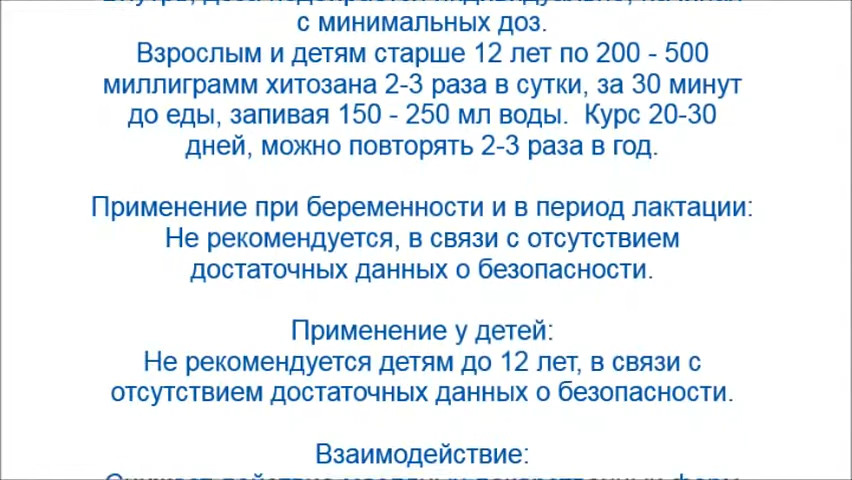 с минимальных доз.
Взрослым и детям старше 12 лет по 200 - 500
миллиграмм хитозана 2-3 раза в сутки, за 30 минут
до еды, запивая 150 - 250 мл воды. Курс 20-30
дней, можно повторять 2-3 раза в год.
Применение при беременности и в период лактации:
Не рекомендуется, в связи с отсутствием
достаточных данных о безопасности.
Применение у детей:
Не рекомендуется детям до 12 лет, в связи с
отсутствием достаточных данных о безопасности.
Взаимодействие: